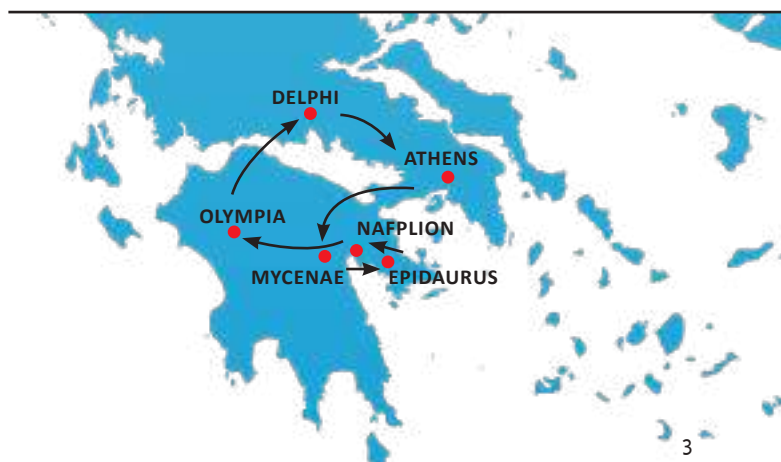 DELPHI
ATHENS
OLYMPIA
NAFPLION
MYCENAE
EPIDAURUS
3